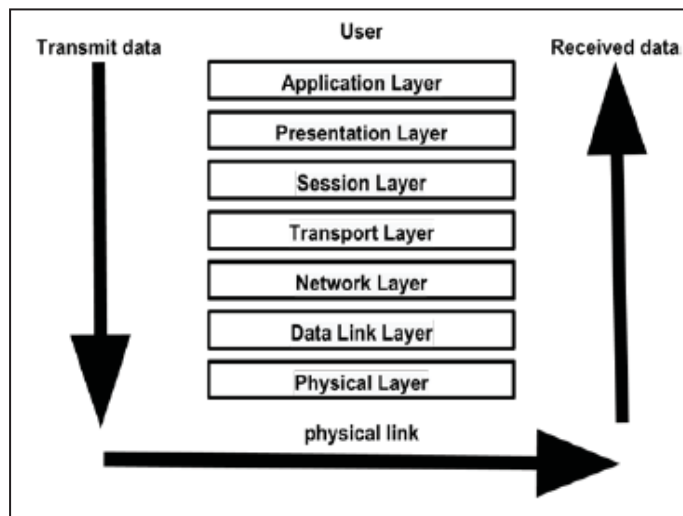 User
Transmit data
Received data
Application Layer
Presentation Layer
Session Layer
Transport Layer
Network Layer
Data Link Layer
Physical Layer
physical link